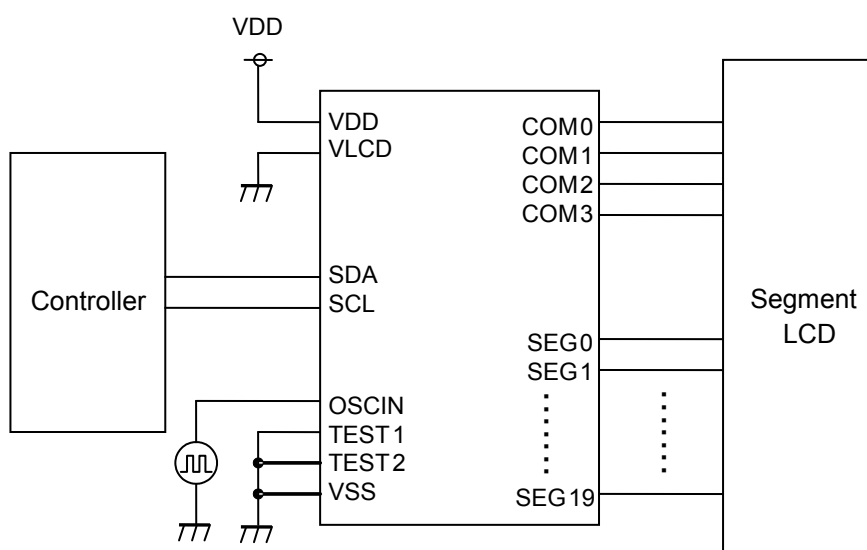 VDD
VDD
VLCD
SDA
SCL
OSCIN
TEST1
TEST2
VSS
COM0
COM1
COM2
COM3
SEG0
SEG1
SEG19
Controller
Segment
LCD